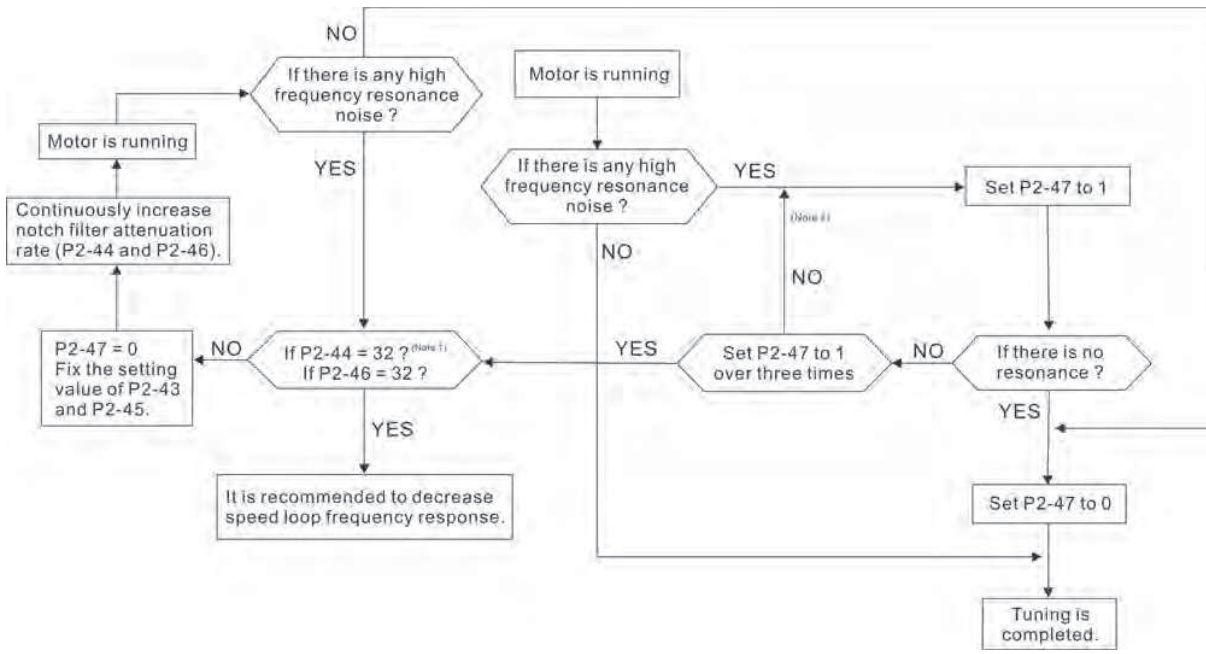 NO
If there is any high
frequency resonance
noise ?
Motor is running
YES
Continuously increase
notch filter attenuation
rate (P2-44 and P2-46).
P2-47 = 0
Fix the setting
value of P2-43
and P2-45.
NO
If P2-44 = 32 ? (Note 1)
If P2-46 = 32 ?
YES
It is recommended to decrease
speed loop frequency response.
Motor is running
If there is any high
frequency resonance
noise ?
YES
Set P2-47 to 1
NO
(Note
NO
YES
Set P2-47 to 1
over three times
NO
If there is no
resonance ?
YES
Set P2-47 to 0
Tuning is
completed.